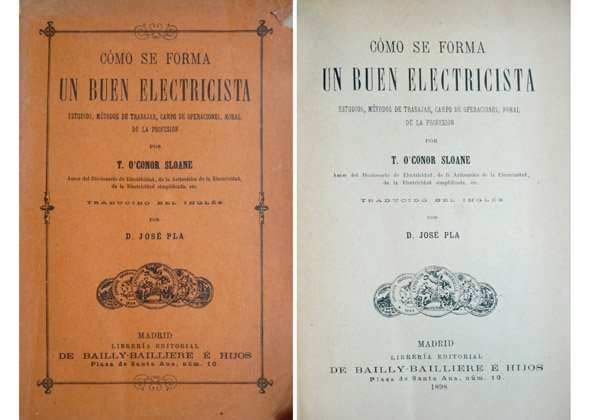 CÓMO SE FORMA
UN BUEN ELECTRICISTA
ESTUDIOS, MÉTODOS DE TRABAJAR, CAMPO DE OPERACIONES, MORAL
DE LA PROFESIÓN
POR
T. O'CONOR SLOANE
Autor del Diccionario de Electricidad, de la Aritmética de la Electricidad,
de la Electricidad simplificada, etc.
TRADUCIDO DEL INGLÉS
POR
D. JOSÉ PLA
MADRID
LIBRERÍA EDITORIAL
DE BAILLY-BAILLIERE É HIJOS
Plaza de Santa Ana, núm. 10.
CÓMO SE FORMA
UN BUEN ELECTRICISTA
ESTUDIOS, MÉTODOS DE TRABAJAR, CAMPO DE OPERACIONES, MORAL
DE LA PROFESIÓN
POR
T. O'CONOR SLOANE
Autor del Diccionario de Electricidad, de la Aritmética de la Electricidad,
de la Electricidad simplificada, etc.
TRADUCIDO DEL INGLÉS
POR
D. JOSÉ PLA
MADRID
LIBRERÍA EDITORIAL
DE BAILLY-BAILLIERE É HIJOS
Plaza de Santa Ana, núm. 10.
1898